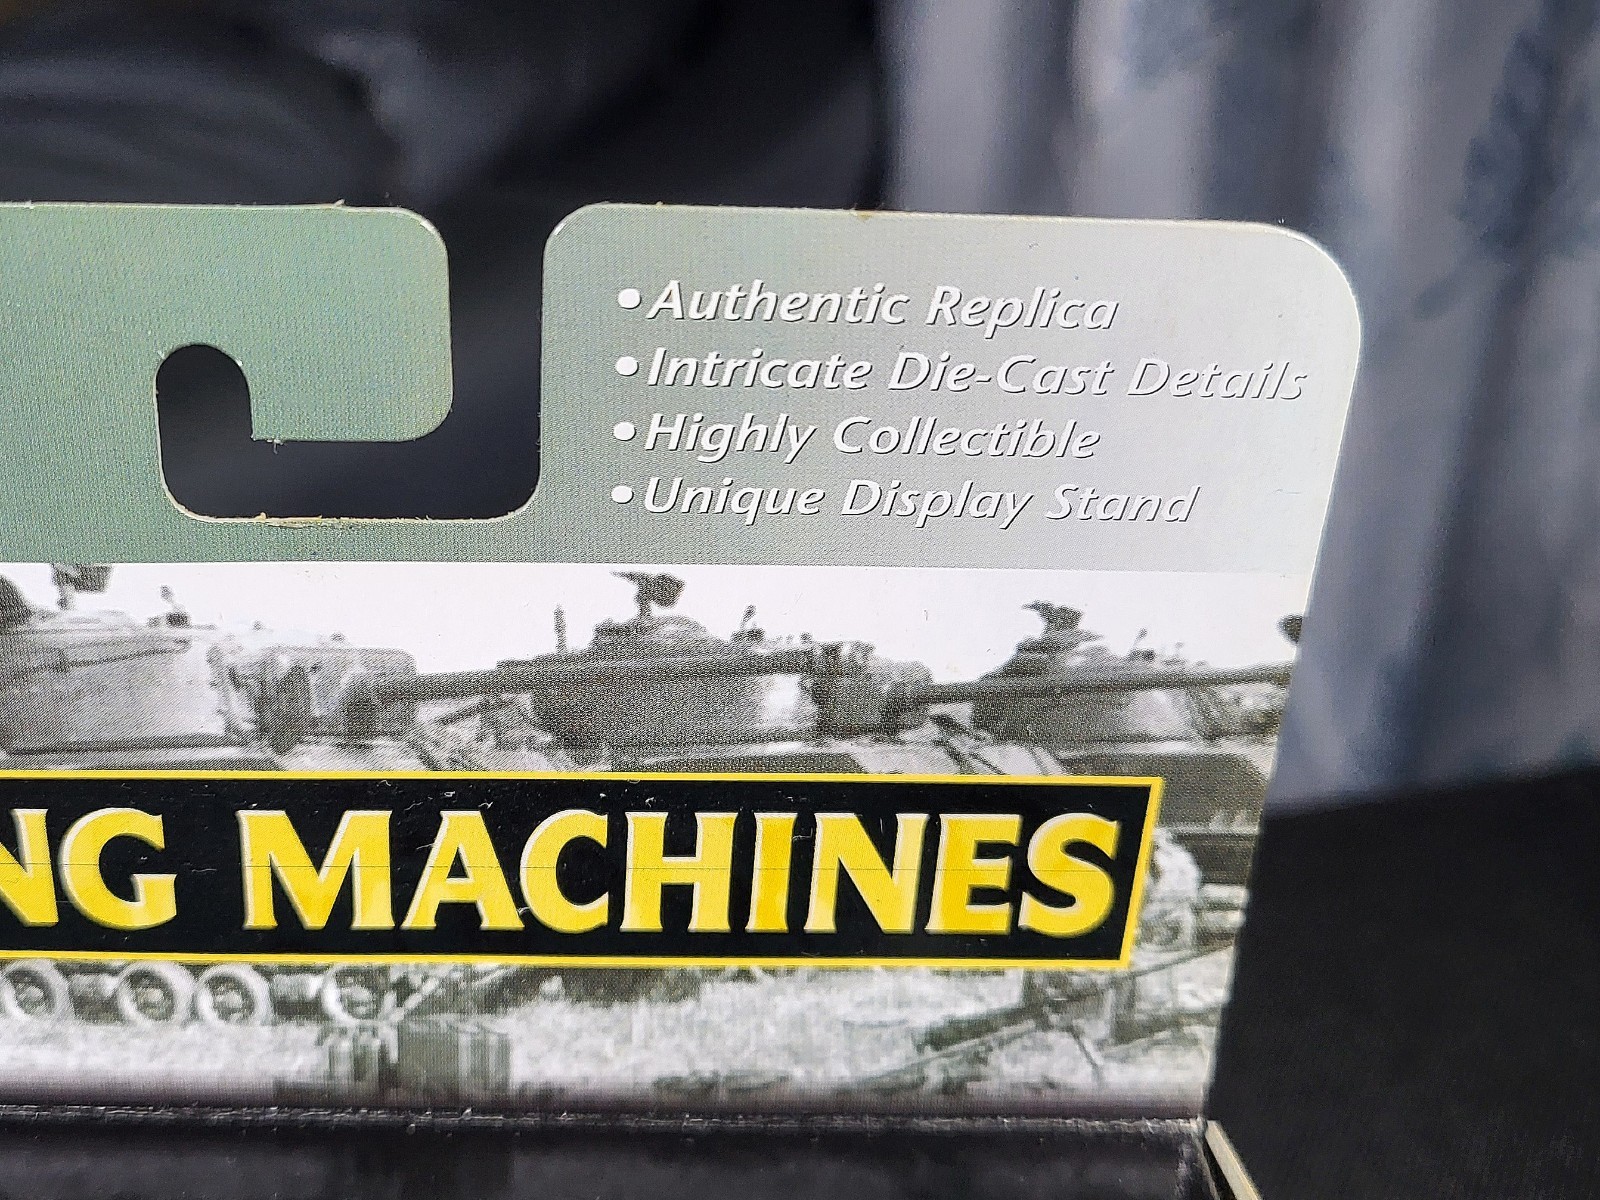 •Authentic Replica
•Intricate Die-Cast Details
•Highly Collectible
•Unique Display Stand
NG MACHINES